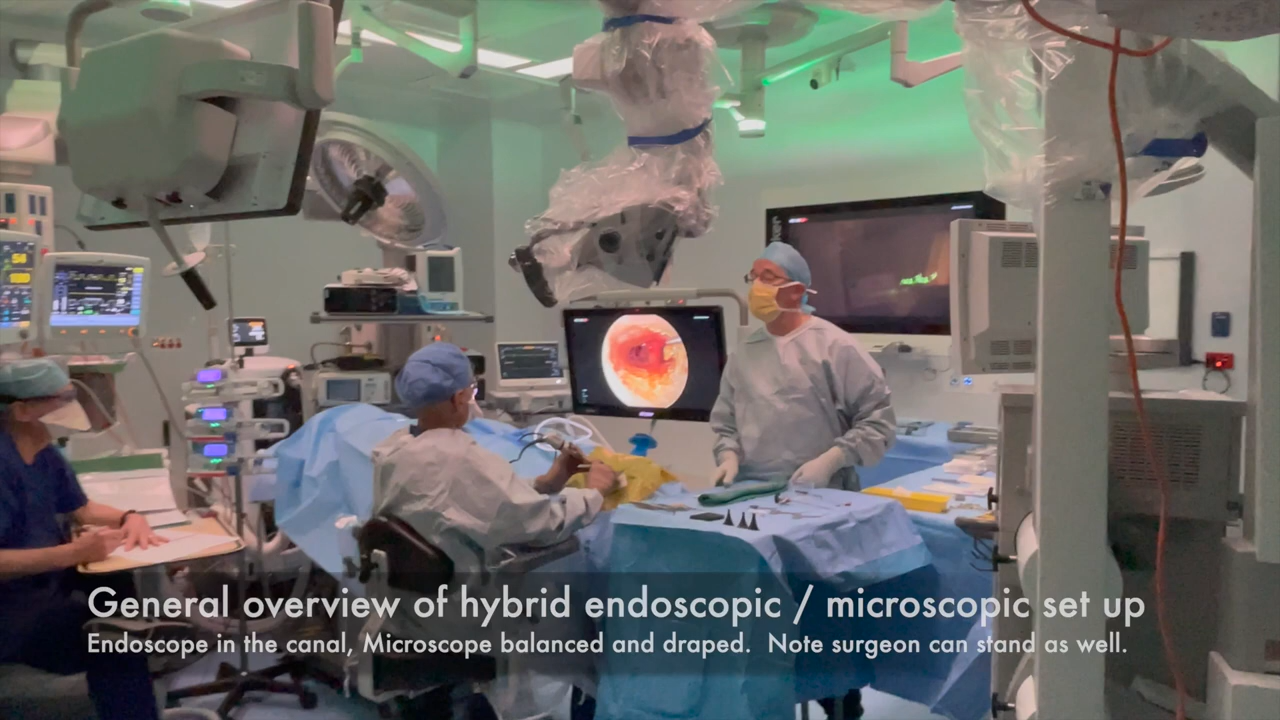 General overview of hybrid endoscopic / microscopic set up
Endoscope in the canal, Microscope balanced and draped.  Note surgeon can stand as well.